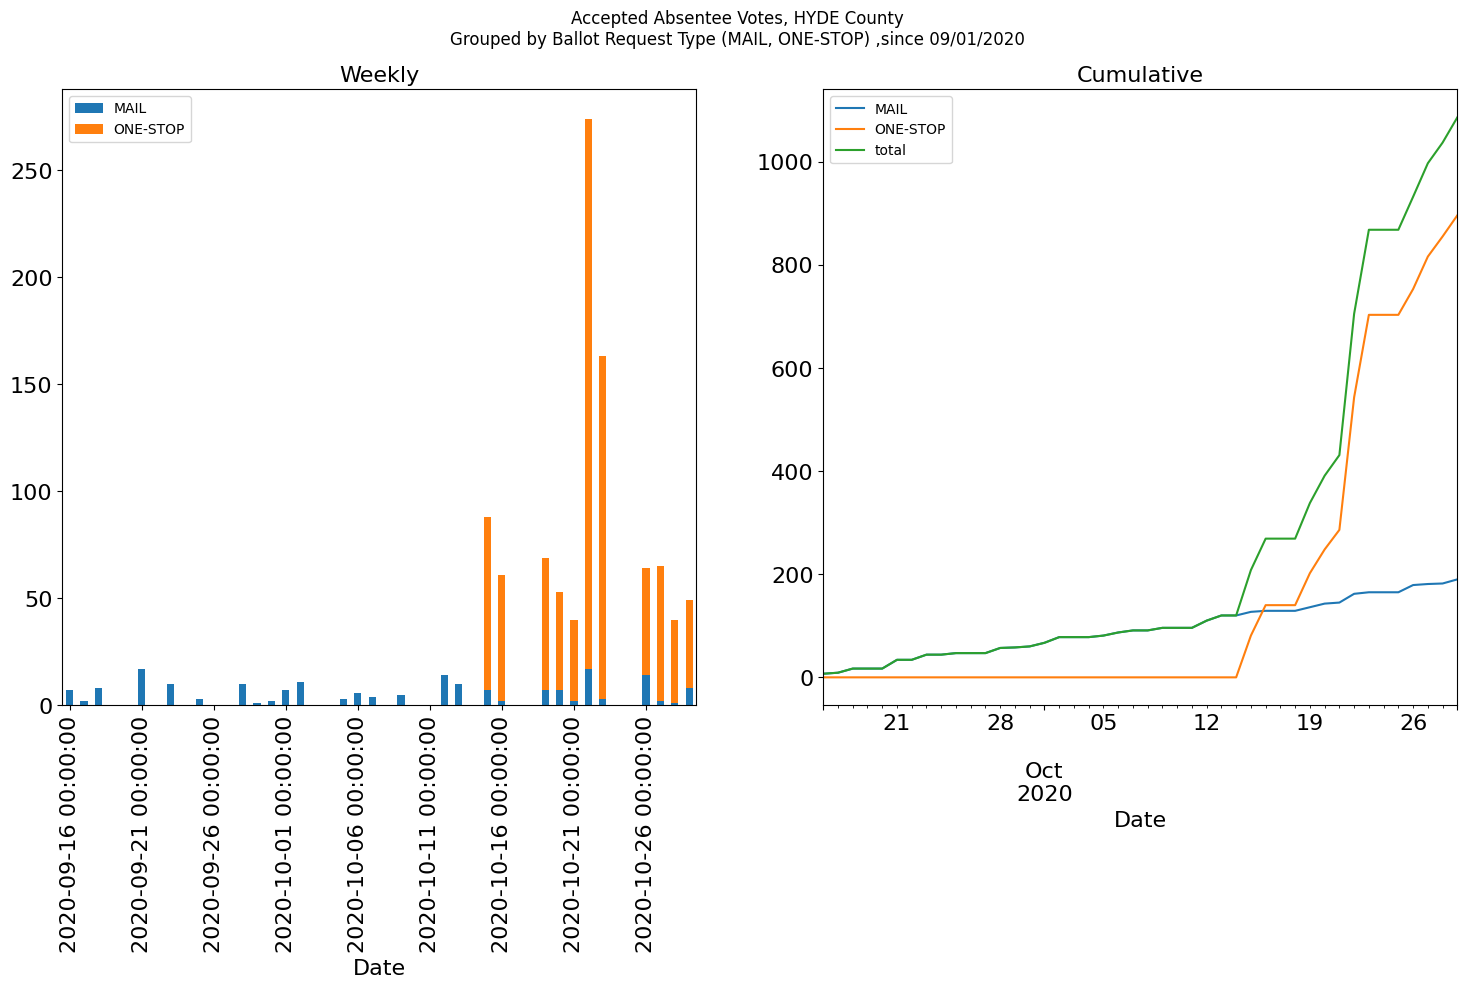 Accepted Absentee Votes, HYDE County
Grouped by Ballot Request Type (MAIL, ONE-STOP) ,since 09/01/2020
Weekly
MAIL
ONE-STOP
250
200
150
100
50
0
2020-09-16 00:00:00
2020-09-21 00:00:00
2020-09-26 00:00:00
2020-10-01 00:00:00
2020-10-06 00:00:00
2020-10-11 00:00:00
2020-10-16 00:00:00
2020-10-21 00:00:00
2020-10-26 00:00:00
Date
Cumulative
MAIL
ONE-STOP
total
1000
800
600
400
200
0
21
28
05
12
19
26
Oct
2020
Date